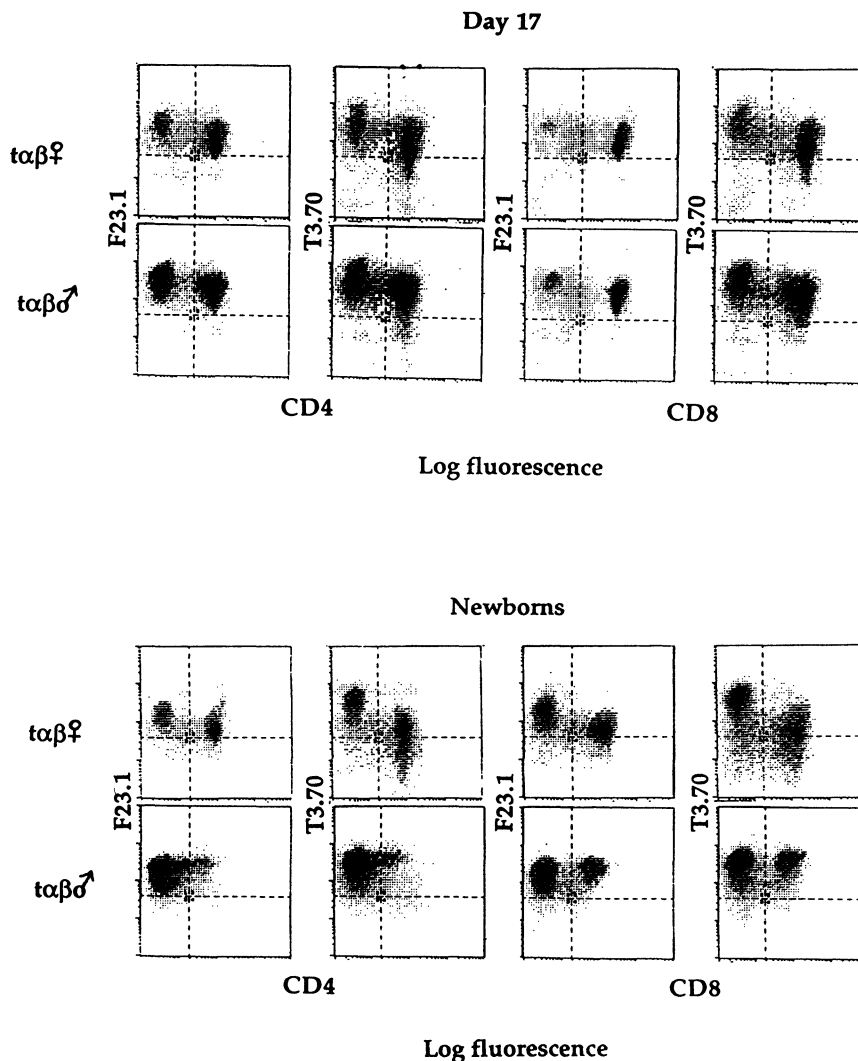 Day 17
tαβ♀
F23.1
T3.70
F23.1
T3.70
tαβ♂
CD4
CD8
Log fluorescence
Newborns
tαβ♀
F23.1
T3.70
F23.1
T3.70
tαβ♂
CD4
CD8
Log fluorescence